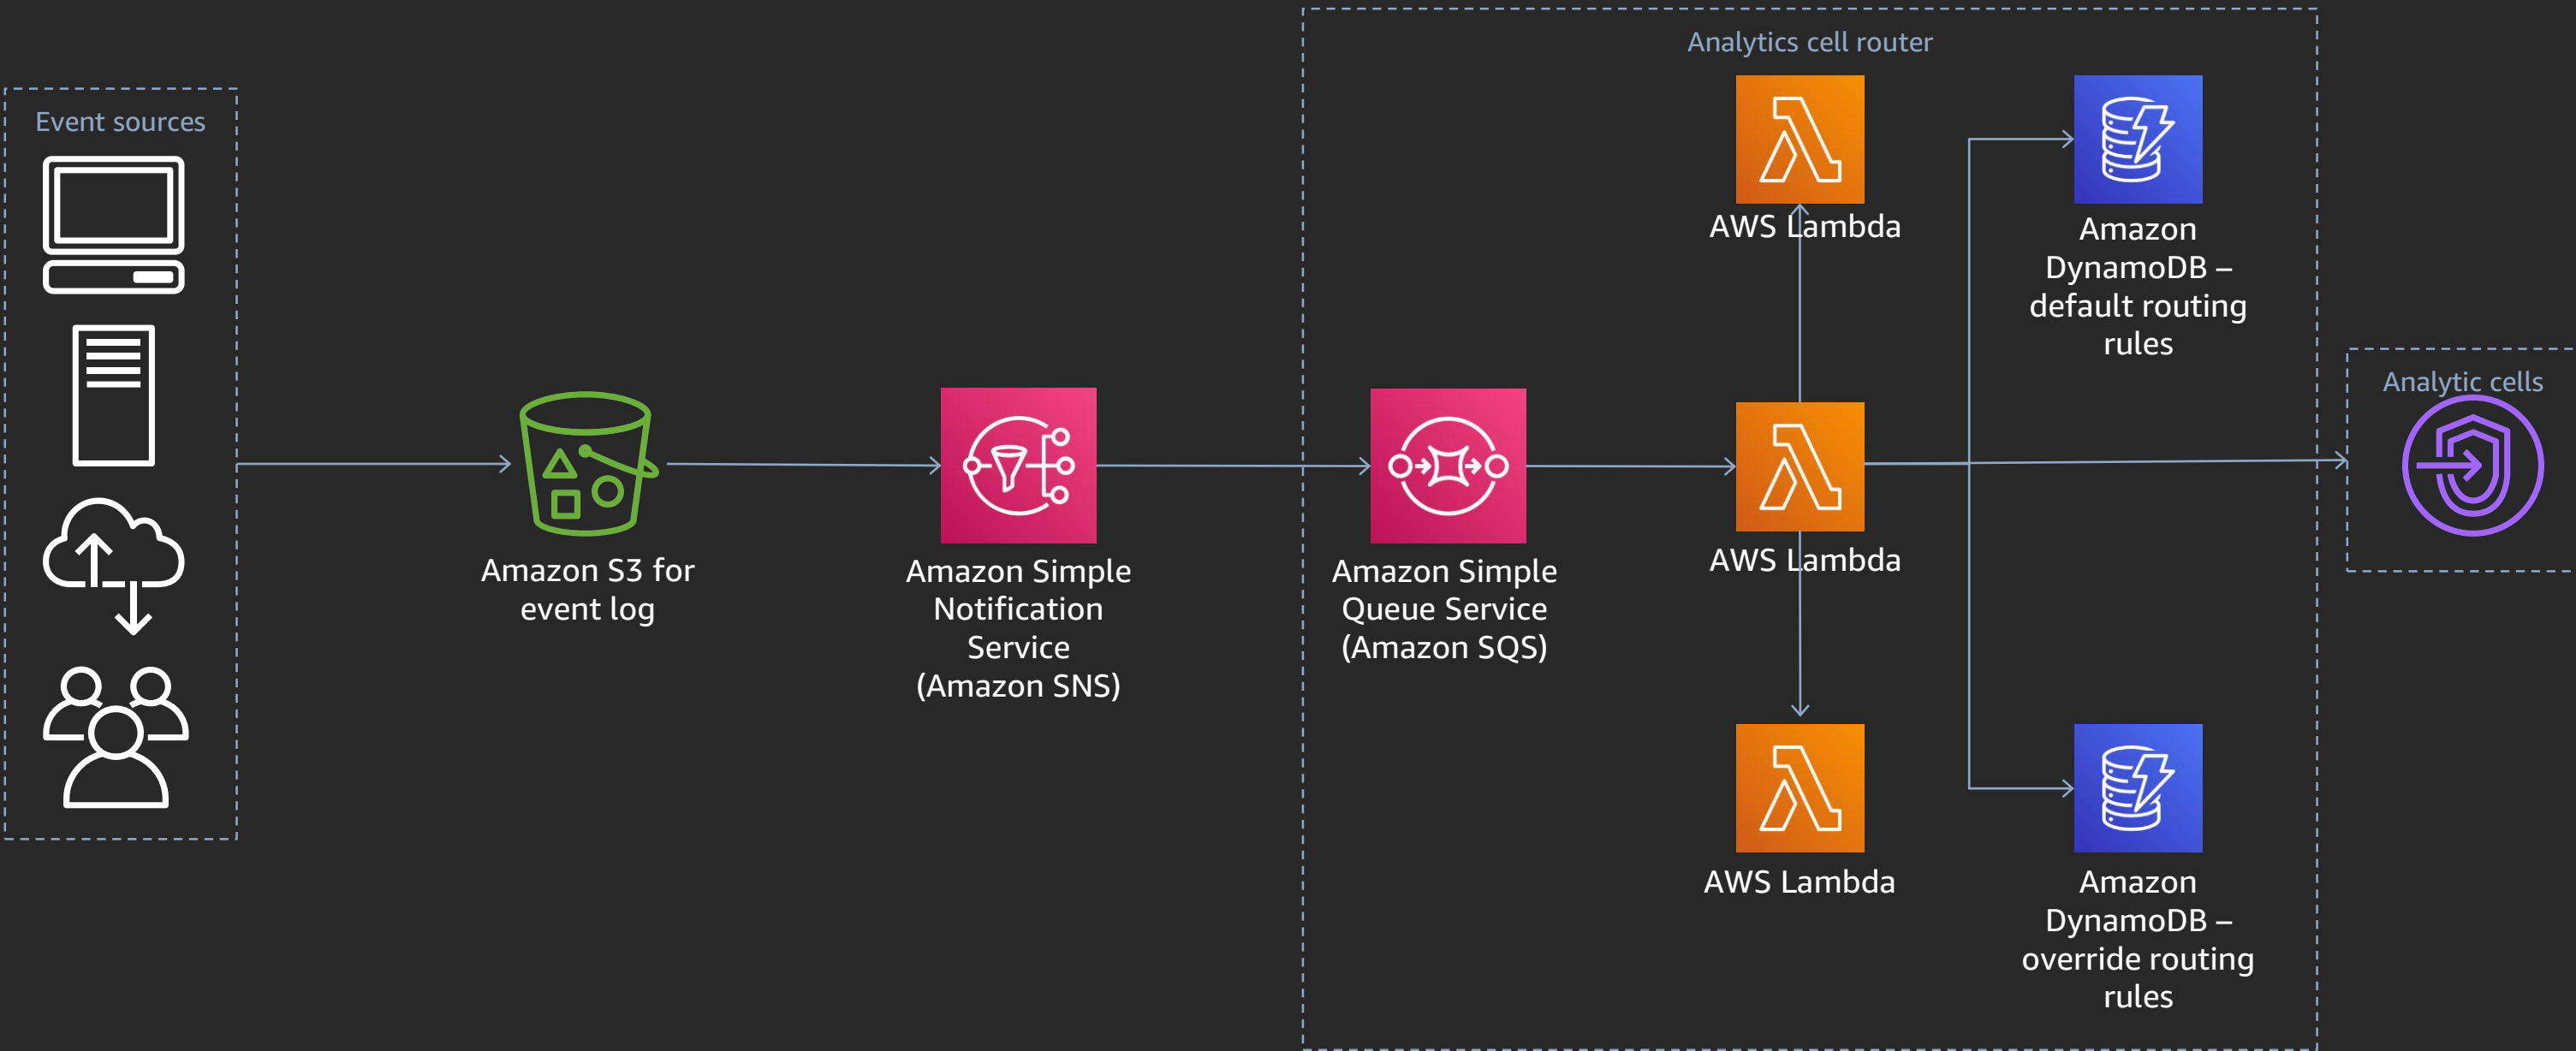 Event sources
Amazon S3 for
event log
Amazon Simple
Notification
Service
(Amazon SNS)
Analytics cell router
Amazon Simple
Queue Service
(Amazon SQS)
AWS Lambda
AWS Lambda
AWS Lambda
Amazon
DynamoDB –
default routing
rules
Amazon
DynamoDB –
override routing
rules
Analytic cells